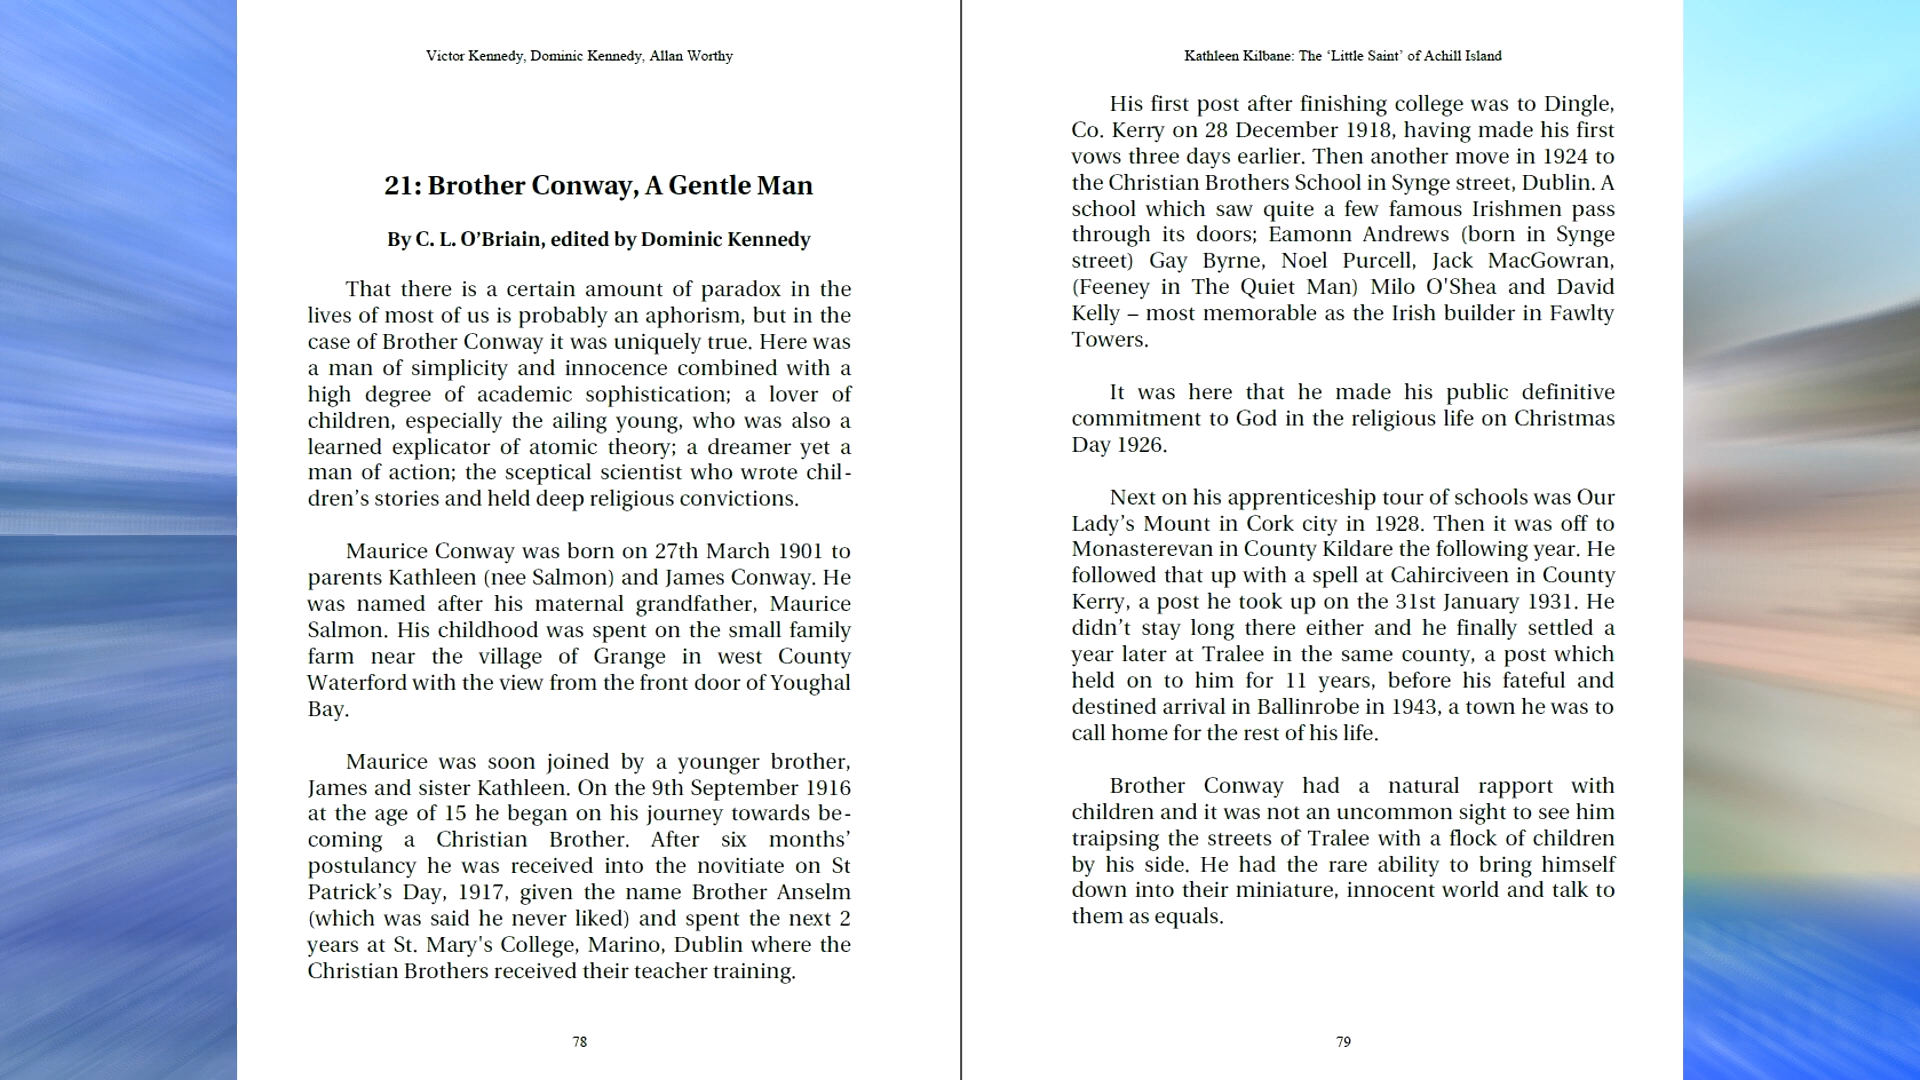 Victor Kennedy, Dominic Kennedy, Allan Worthy
21: Brother Conway, A Gentle Man
By C. L. O’Briain, edited by Dominic Kennedy
That there is a certain amount of paradox in the
lives of most of us is probably an aphorism, but in the
case of Brother Conway it was uniquely true. Here was
a man of simplicity and innocence combined with a
high degree of academic sophistication; a lover of
children, especially the ailing young, who was also a
learned explicator of atomic theory; a dreamer yet a
man of action; the sceptical scientist who wrote chil-
dren’s stories and held deep religious convictions.
Maurice Conway was born on 27th March 1901 to
parents Kathleen (nee Salmon) and James Conway. He
was named after his maternal grandfather, Maurice
Salmon. His childhood was spent on the small family
farm near the village of Grange in west County
Waterford with the view from the front door of Youghal
Bay.
Maurice was soon joined by a younger brother,
James and sister Kathleen. On the 9th September 1916
at the age of 15 he began on his journey towards be-
coming a Christian Brother. After six months’
postulancy he was received into the novitiate on St
Patrick’s Day, 1917, given the name Brother Anselm
(which was said he never liked) and spent the next 2
years at St. Mary's College, Marino, Dublin where the
Christian Brothers received their teacher training.
78
Kathleen Kilbane: The ‘Little Saint’ of Achill Island
His first post after finishing college was to Dingle,
Co. Kerry on 28 December 1918, having made his first
vows three days earlier. Then another move in 1924 to
the Christian Brothers School in Synge street, Dublin. A
school which saw quite a few famous Irishmen pass
through its doors; Eamonn Andrews (born in Synge
street) Gay Byrne, Noel Purcell, Jack MacGowran,
(Feeney in The Quiet Man) Milo O'Shea and David
Kelly – most memorable as the Irish builder in Fawlty
Towers.
It was here that he made his public definitive
commitment to God in the religious life on Christmas
Day 1926.
Next on his apprenticeship tour of schools was Our
Lady’s Mount in Cork city in 1928. Then it was off to
Monasterevan in County Kildare the following year. He
followed that up with a spell at Cahirciveen in County
Kerry, a post he took up on the 31st January 1931. He
didn’t stay long there either and he finally settled a
year later at Tralee in the same county, a post which
held on to him for 11 years, before his fateful and
destined arrival in Ballinrobe in 1943, a town he was to
call home for the rest of his life.
Brother Conway had a natural rapport with
children and it was not an uncommon sight to see him
traipsing the streets of Tralee with a flock of children
by his side. He had the rare ability to bring himself
down into their miniature, innocent world and talk to
them as equals.
79